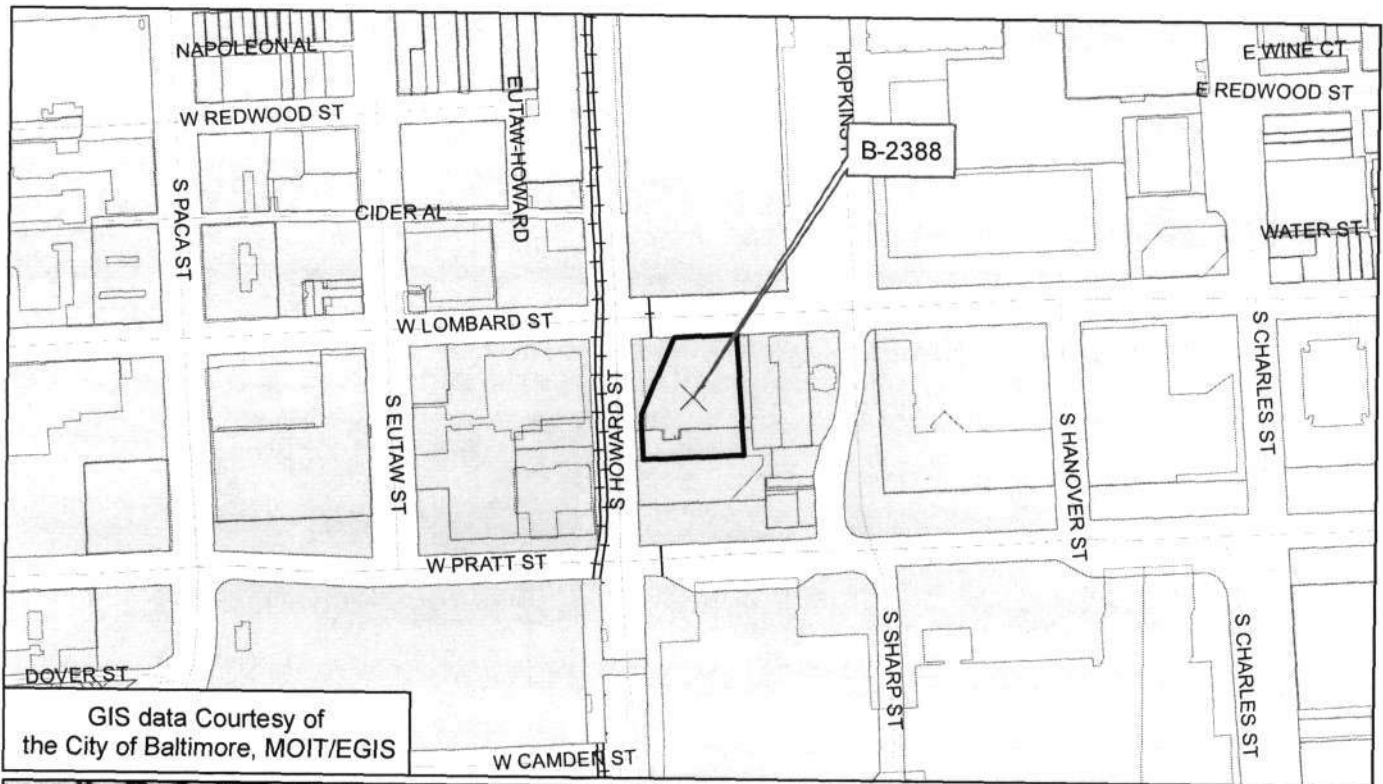 NAPOLEON AL
W REDWOOD ST
S PACA ST
EUTAW-HOWARD
CIDER AL
W LOMBARD ST
HOPKINS
B-2388
E WINE CT
E REDWOOD ST
WATER ST
S EUTAW ST
S HOWARD ST
S HANOVER ST
S CHARLES ST
W PRATT ST
DOVER ST
S SHARP ST
S CHARLES ST
GIS data Courtesy of
the City of Baltimore, MOIT/EGIS
W CAMDEN ST